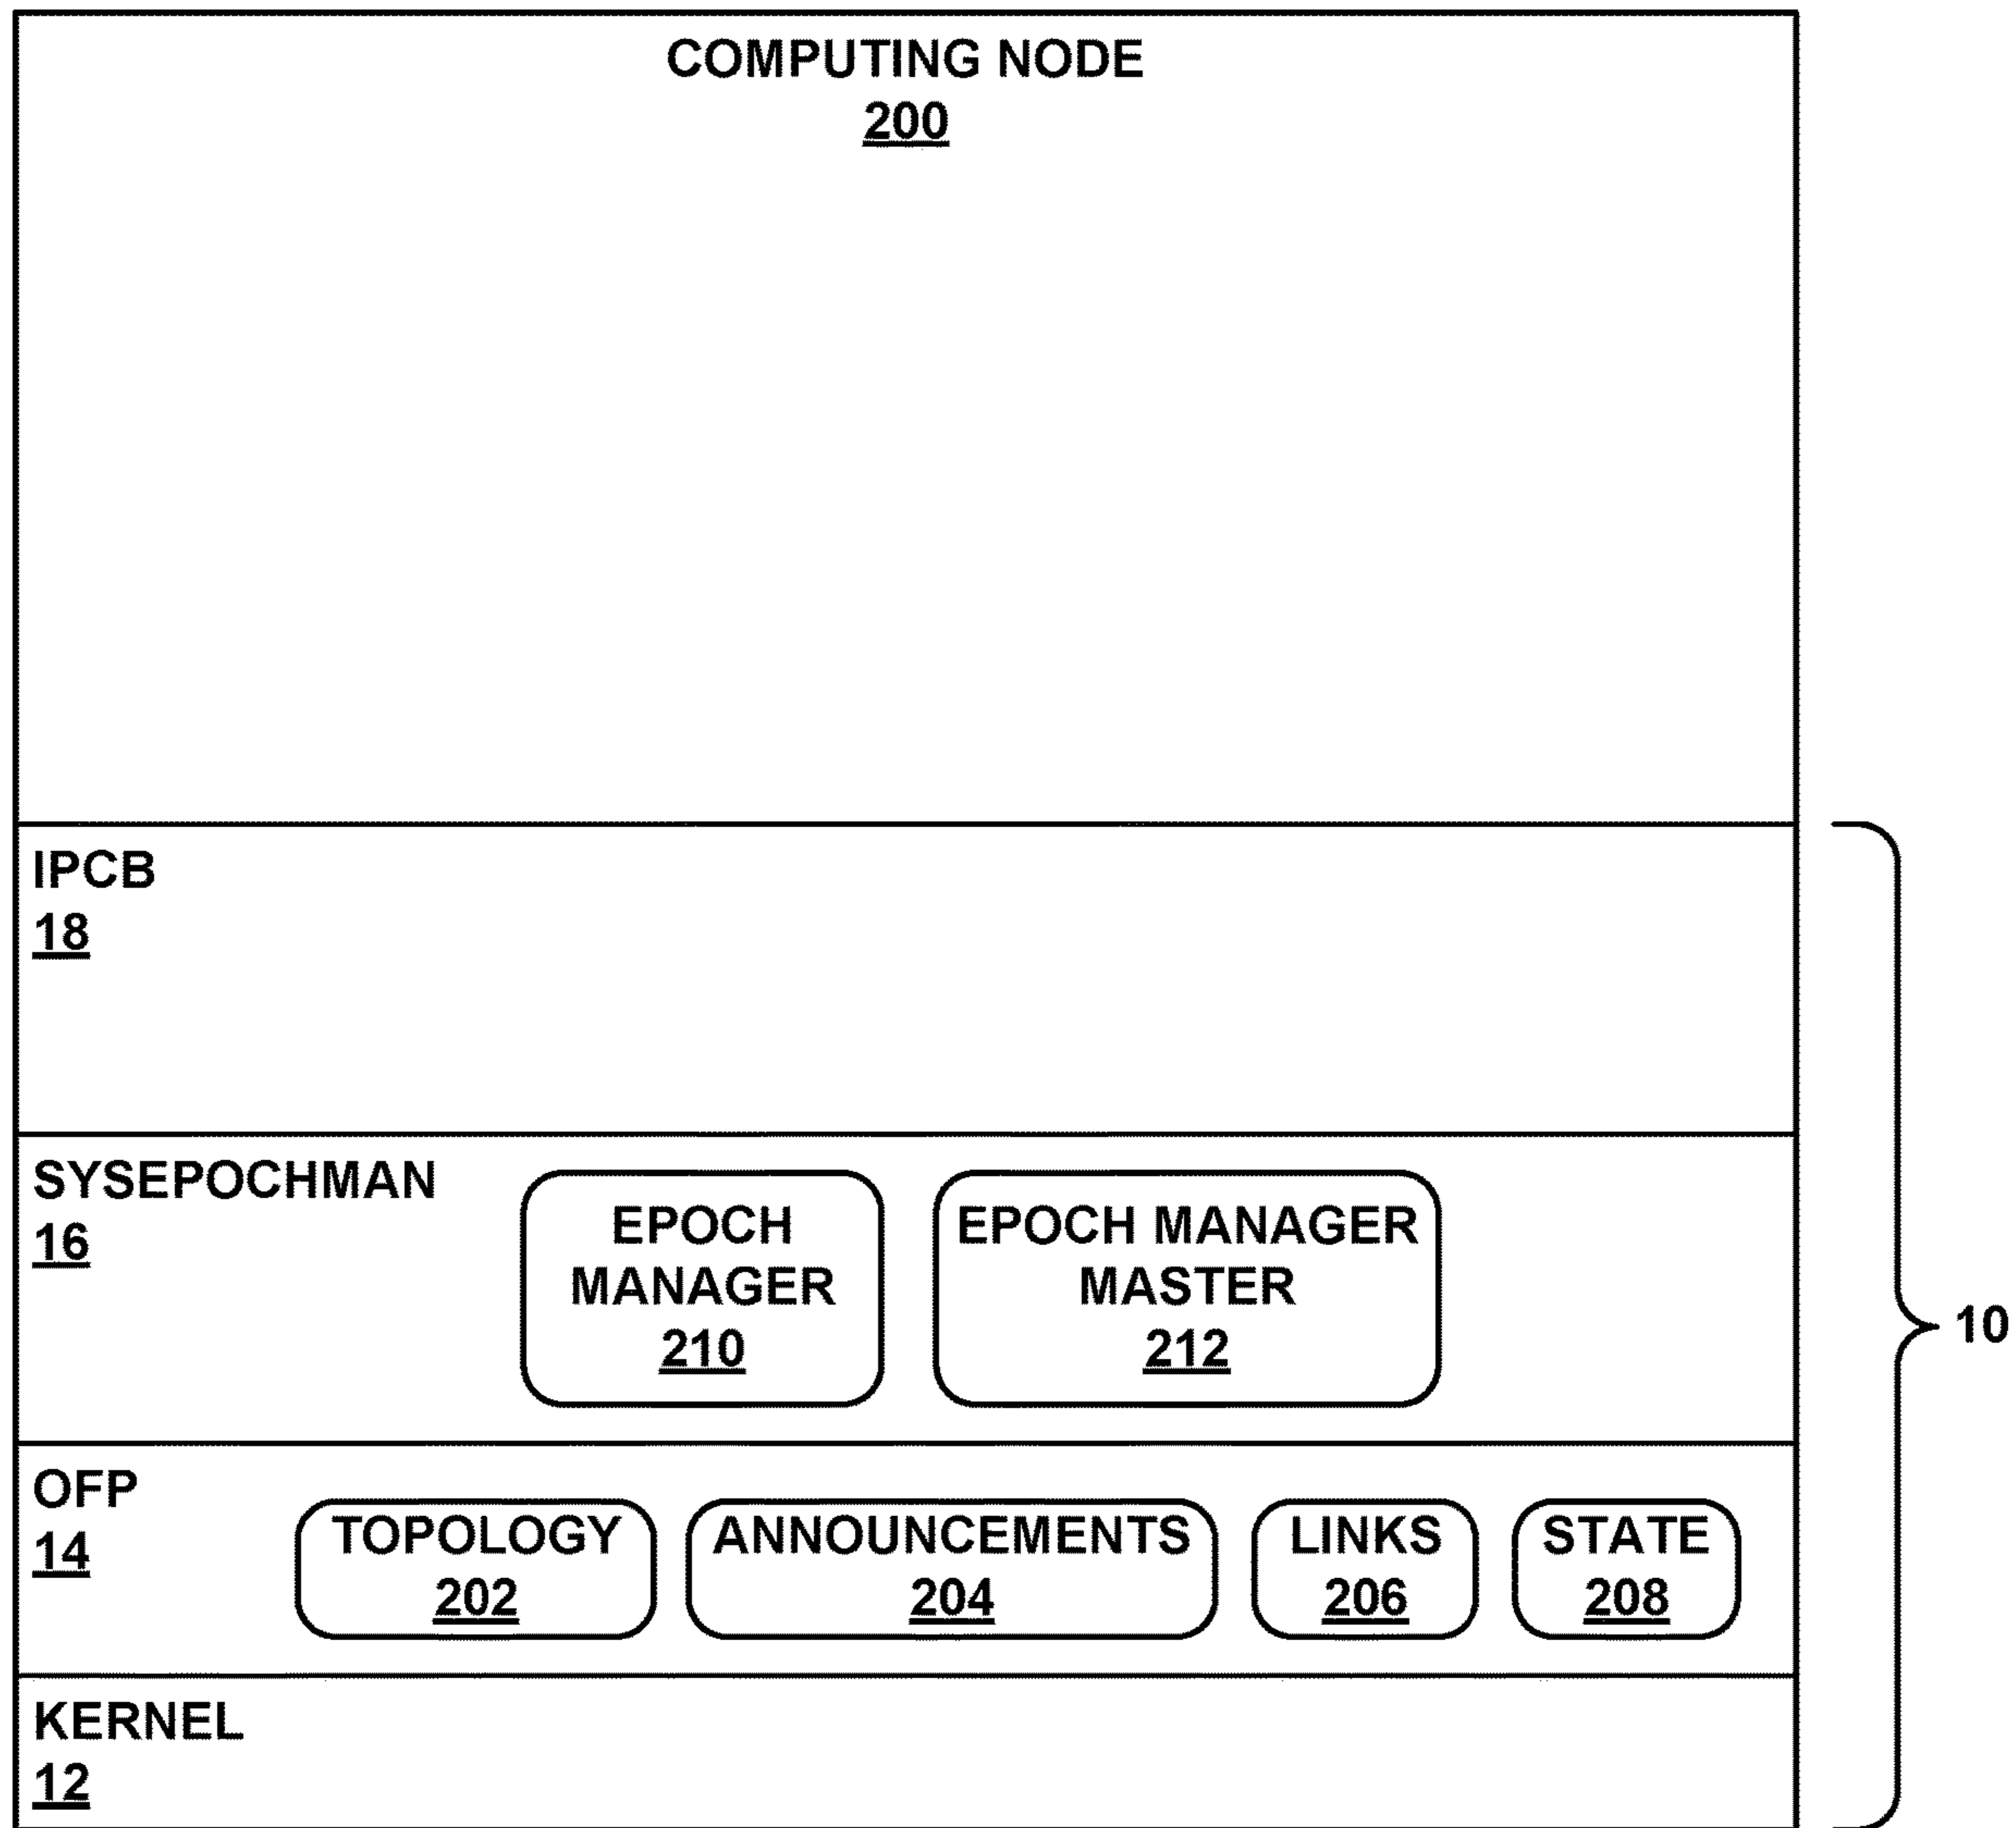 COMPUTING NODE
200
IPCB
18
SYSEPOCHMAN
16
EPOCH
MANAGER
210
EPOCH MANAGER
MASTER
212
10
OFP
14
TOPOLOGY
202
ANNOUNCEMENTS
204
LINKS
206
STATE
208
KERNEL
12